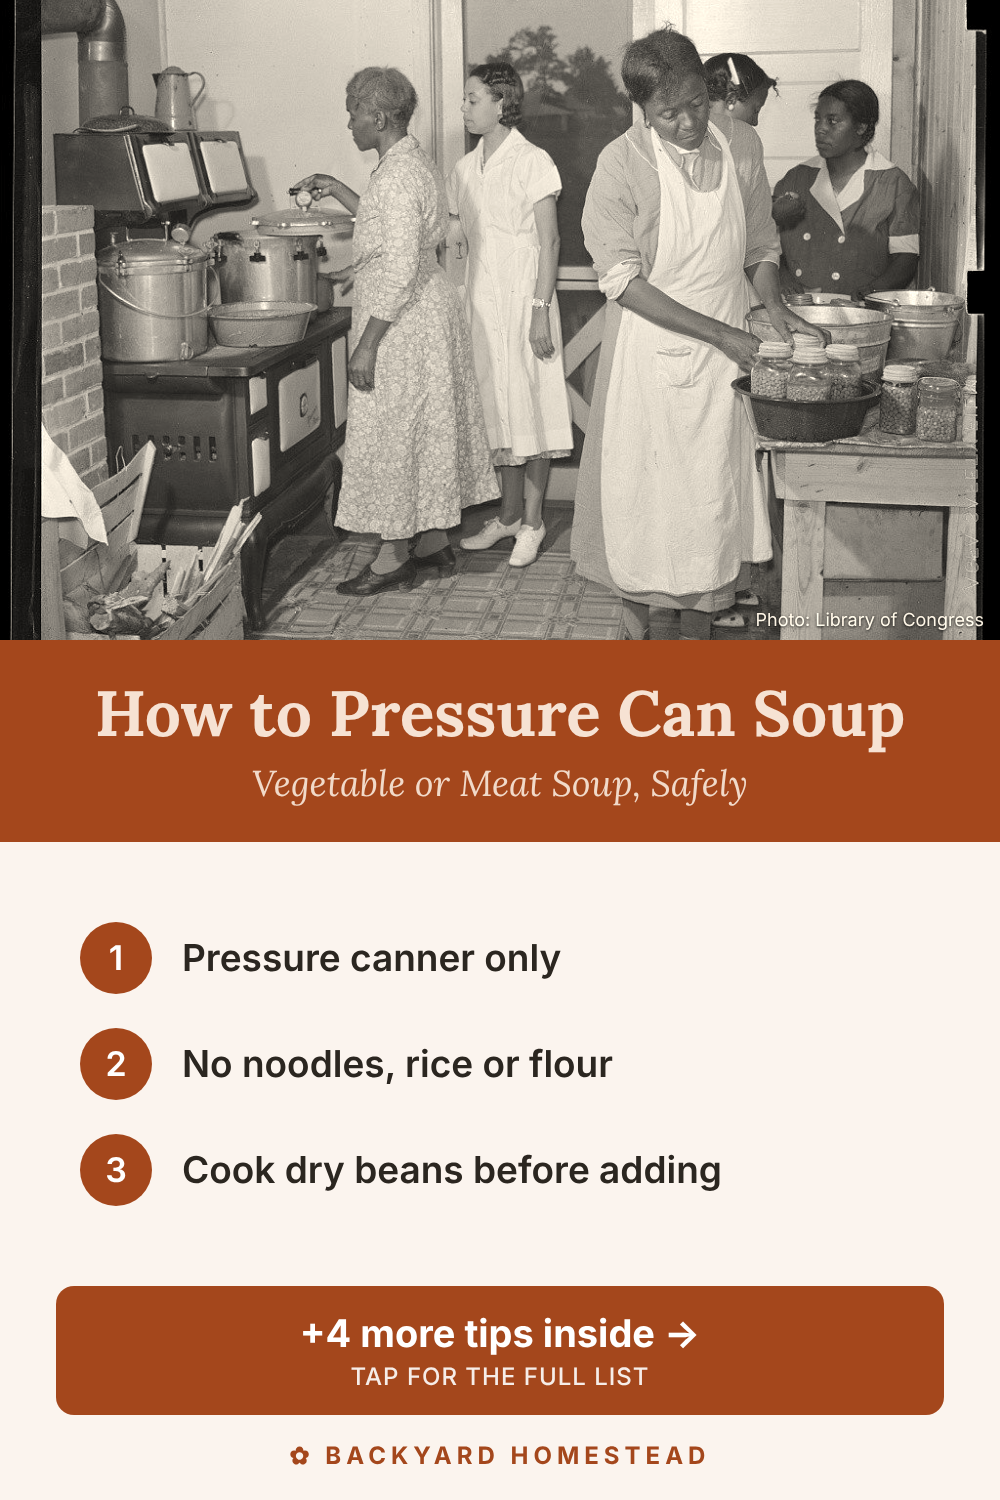 Photo: Library of Congress
How to Pressure Can Soup
Vegetable or Meat Soup, Safely
1 Pressure canner only
2 No noodles, rice or flour
3 Cook dry beans before adding
+4 more tips inside →
TAP FOR THE FULL LIST
✿ BACKYARD HOMESTEAD